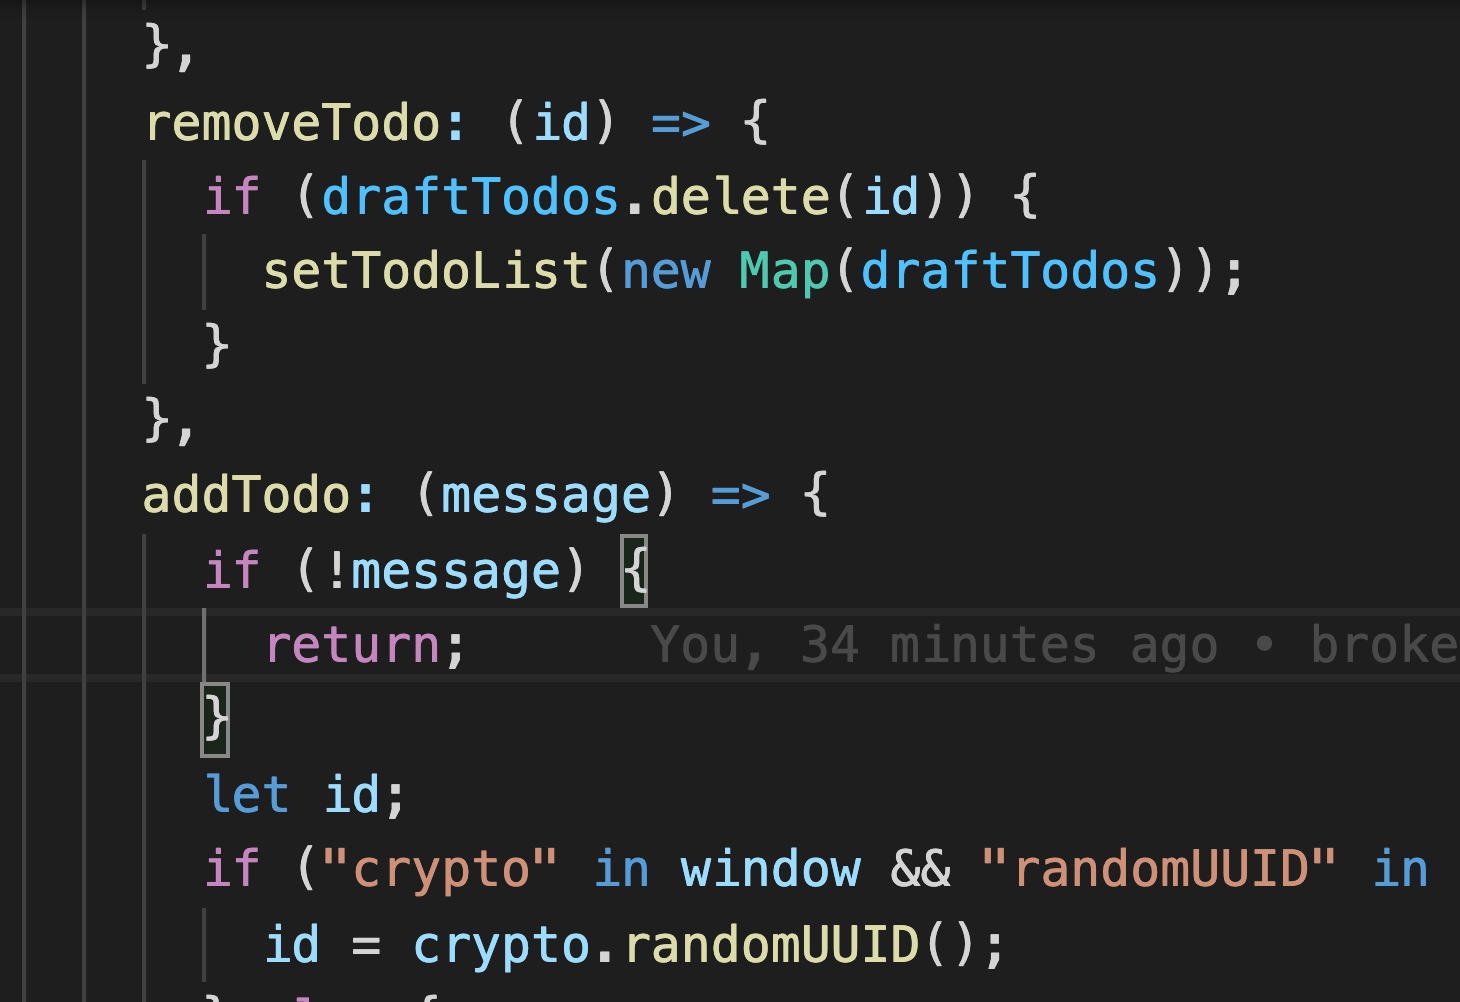 },
removeTodo: (id) => {
if (draftTodos.delete(id)) {
setTodoList(new Map(draftTodos));
}
},
addTodo: (message) => {
if (!message) {
return; You, 34 minutes ago • broke
}
let id;
if ("crypto" in window && "randomUUID" in
id = crypto.randomUUID();